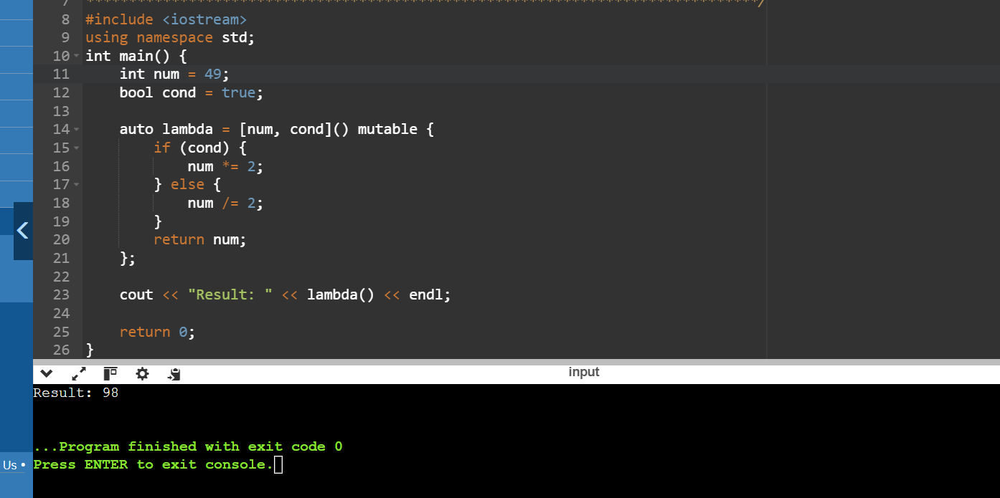 7 ******************************************************************************/
8 #include <iostream>
9 using namespace std;
10 int main() {
11     int num = 49;
12     bool cond = true;
13
14     auto lambda = [num, cond]() mutable {
15         if (cond) {
16             num *= 2;
17         } else {
18             num /= 2;
19         }
20         return num;
21     };
22
23     cout << "Result: " << lambda() << endl;
24
25     return 0;
26 }
input
Result: 98
...Program finished with exit code 0
Us •
Press ENTER to exit console.